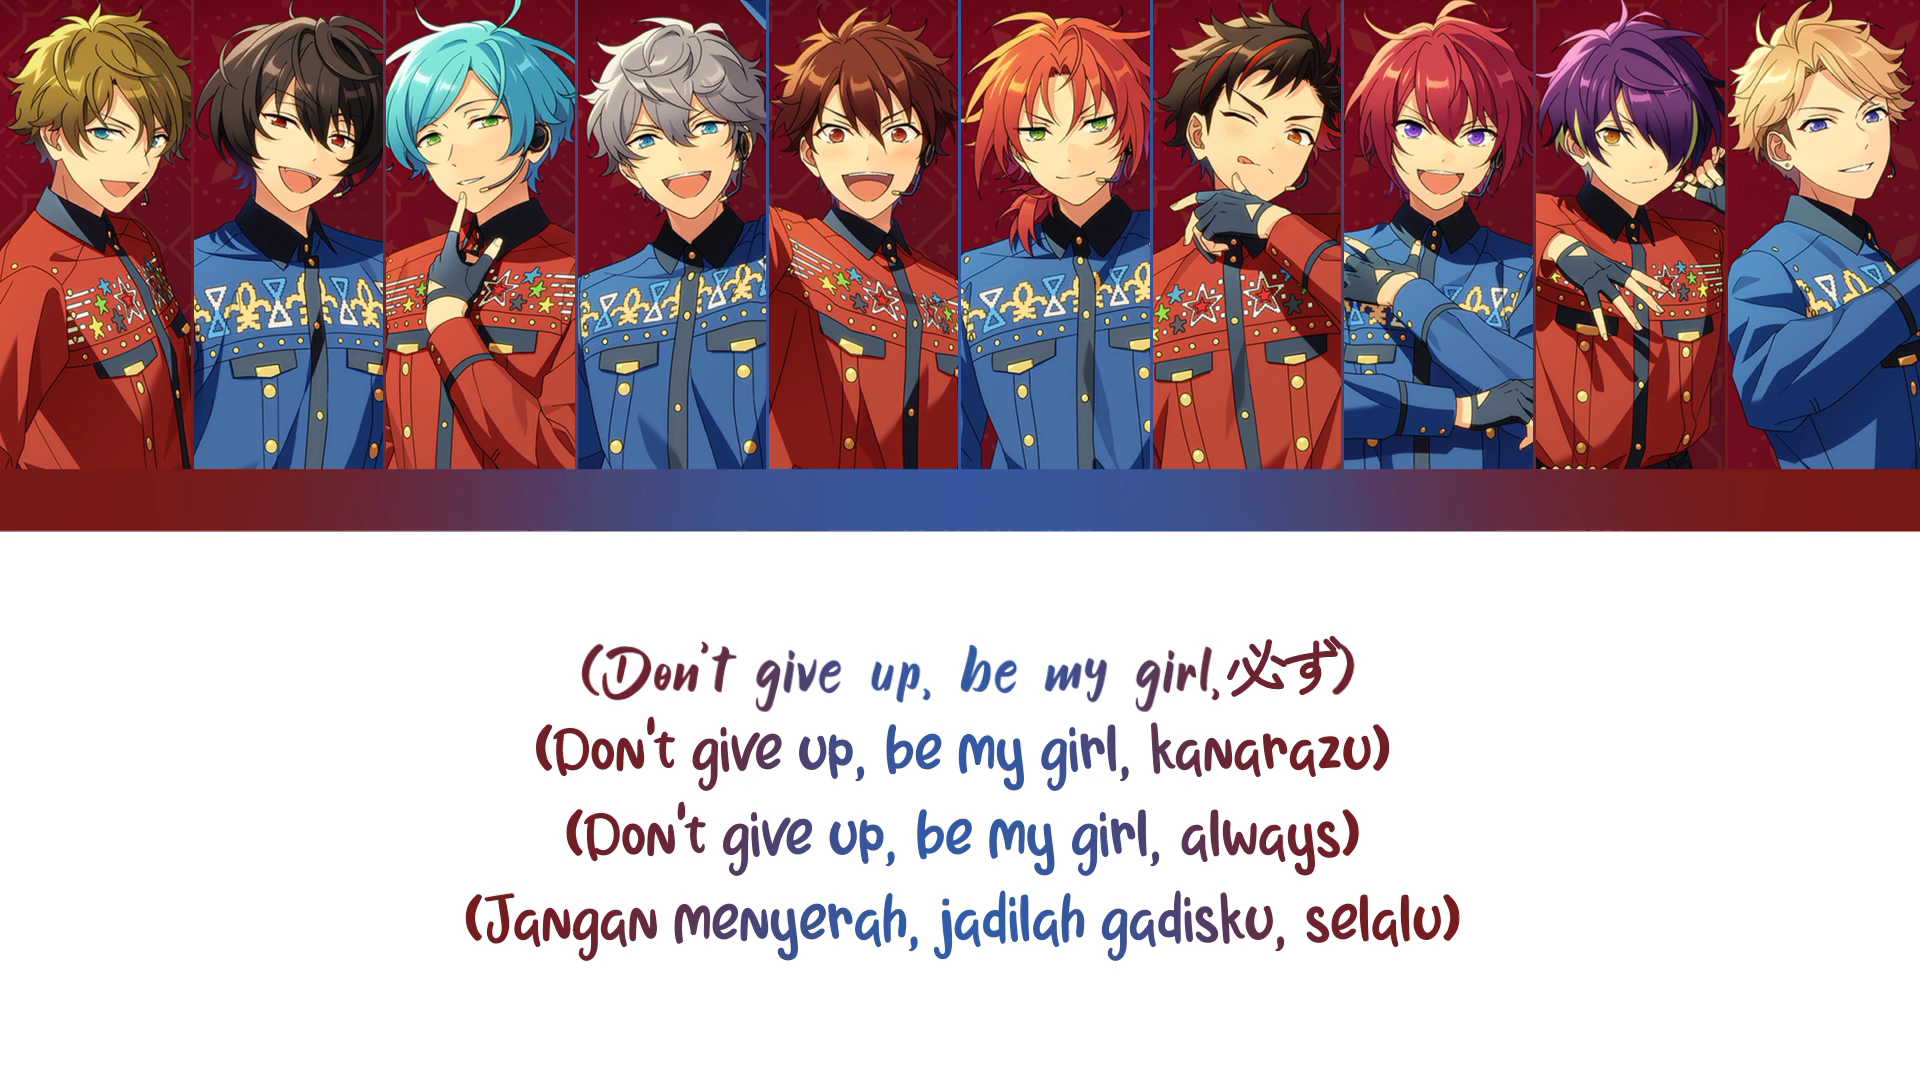 (Don't give up, be my girl,必ず)
(Don't give up, be my girl, kanarazu)
(Don't give up, be my girl, always)
(Jangan menyerah, jadilah gadisku, selalu)